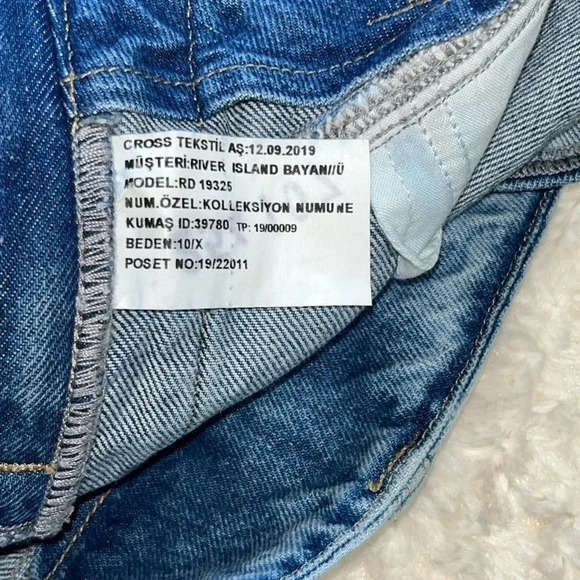 CROSS TEKSTİL AŞ:12.09.2019
MÜŞTERİ:RIVER ISLAND BAYAN//Ü
MODEL:RD 19325
NUM.ÖZEL:KOLLEKSİYON NUMUNE
KUMAŞ ID:39780 TP: 19/00009
BEDEN:10/X
POSET NO:19/22011